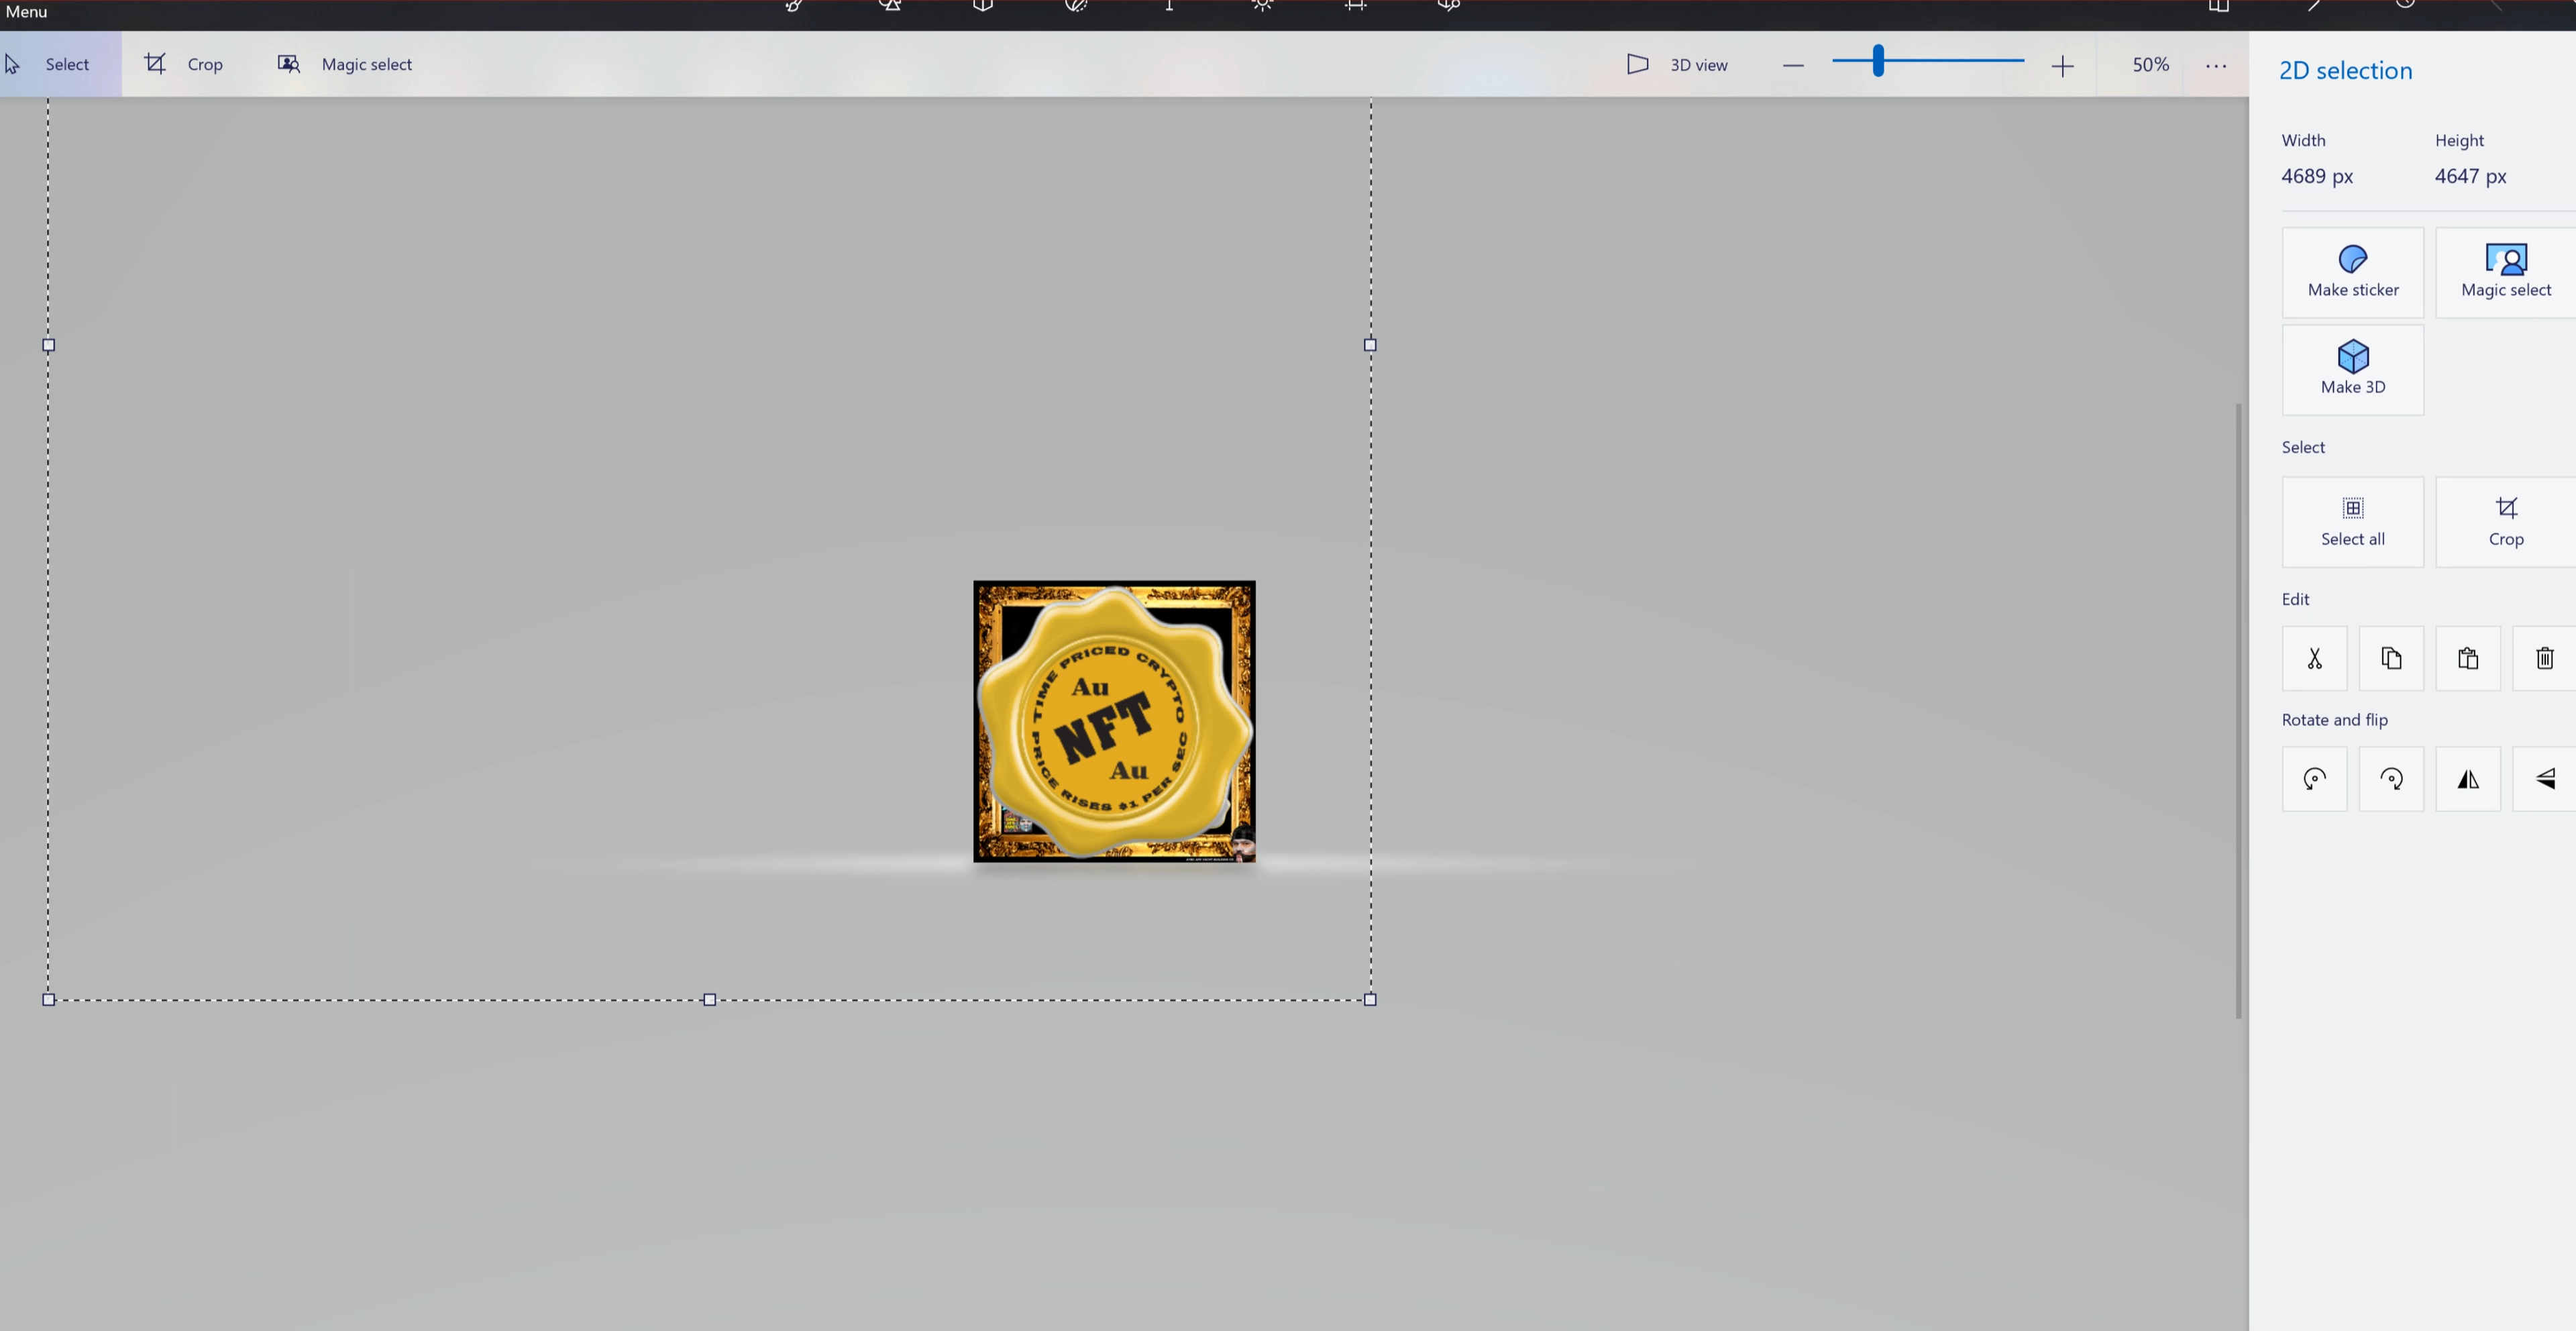 Menu
Select
Crop
Magic select
3D view
50%
2D selection
Width
Height
4689 px
4647 px
Make sticker
Magic select
Make 3D
Select
Select all
Crop
Edit
Rotate and flip
TIME PRICED CRYPTO
Au
NFT
Au
PRICE RISES $1 PER SEC